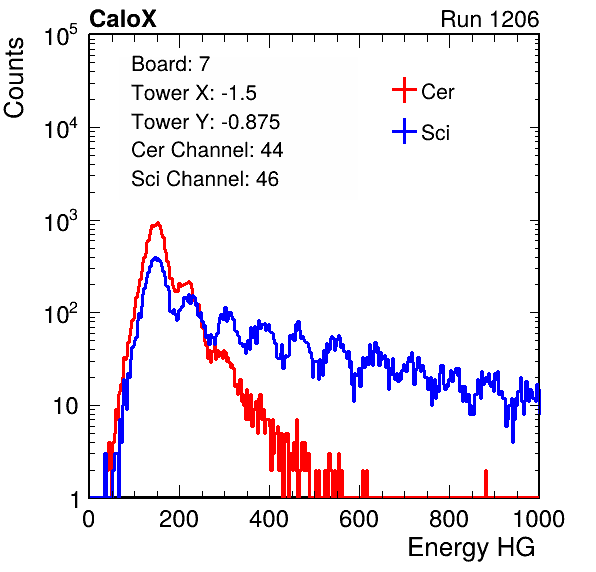 CaloX Run 1206
Counts
Board: 7
Tower X: -1.5
Tower Y: -0.875
Cer Channel: 44
Sci Channel: 46
Cer
Sci
10^5
10^4
10^3
10^2
10
1
0 200 400 600 800 1000
Energy HG